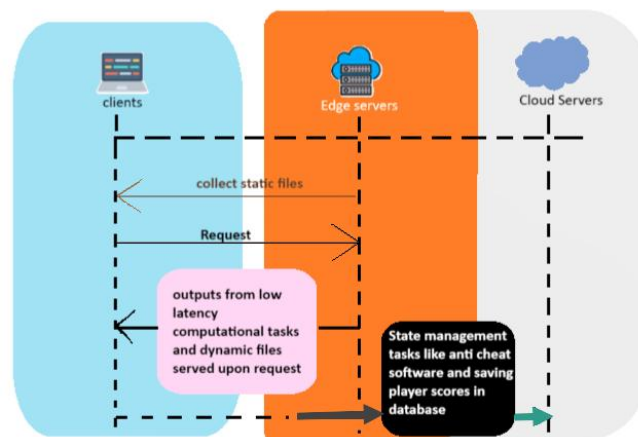 clients
Edge servers
Cloud Servers
collect static files
Request
outputs from low
latency
computational tasks
and dynamic files
served upon request
State management
tasks like anti cheat
software and saving
player scores in
database